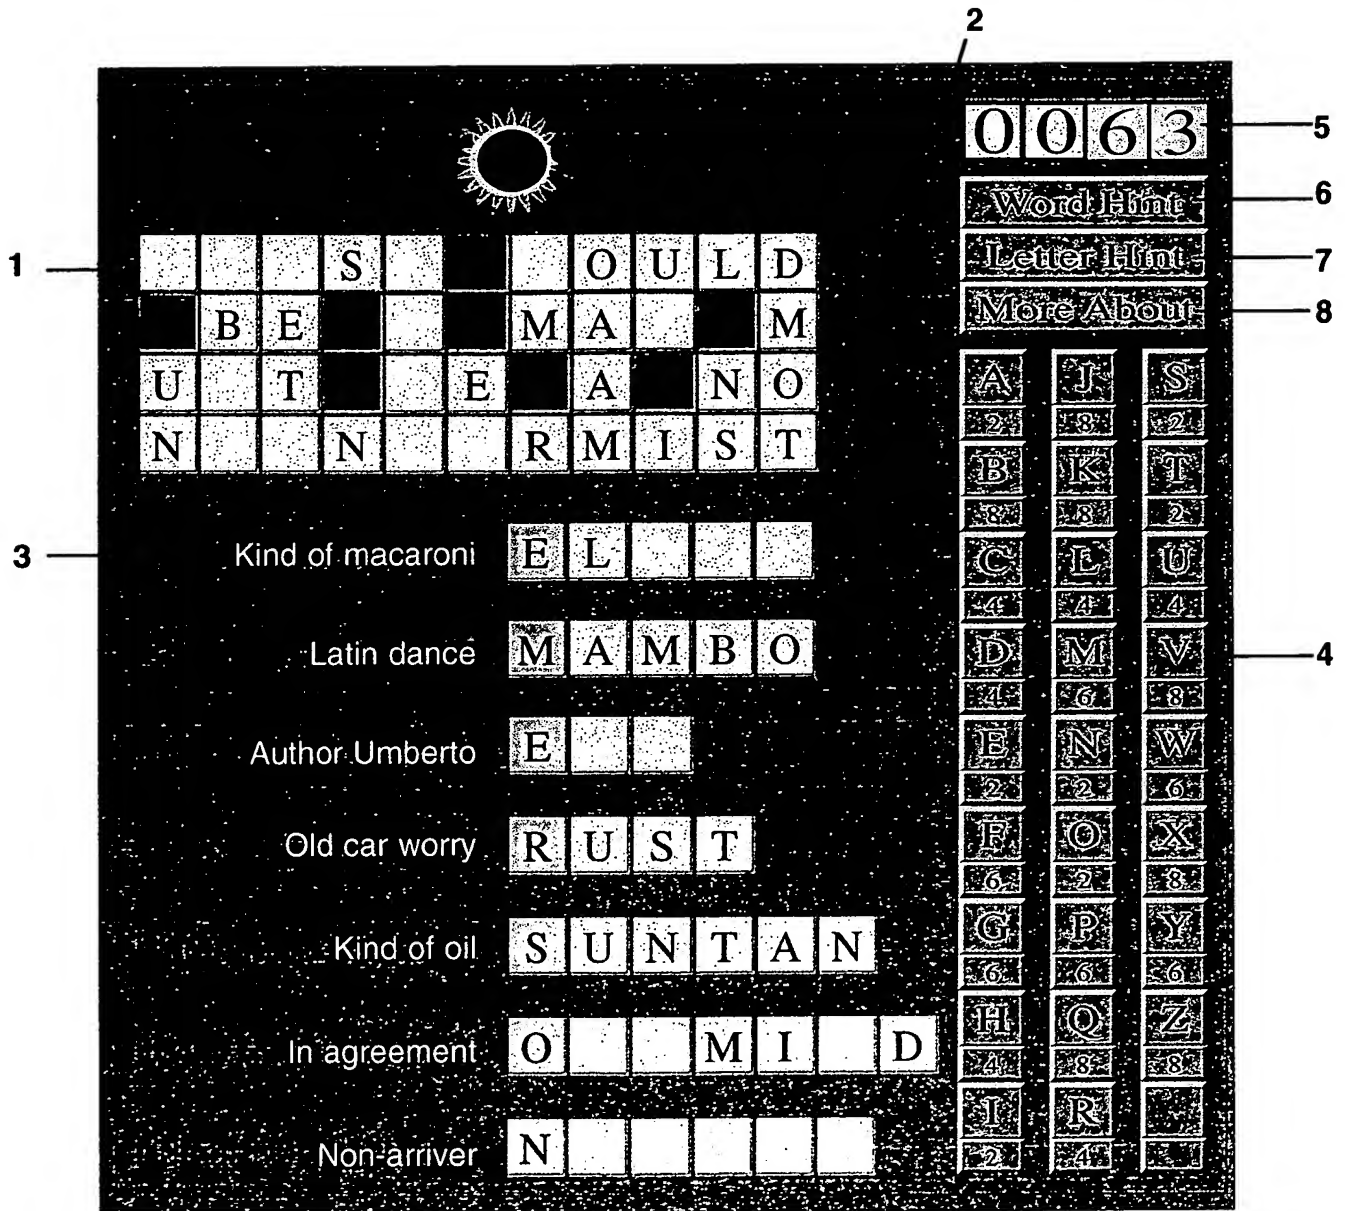 2
0063 5
Word Hint 6
Letter Hint 7
More About 8
1 S OULD
BE MA M
U T E A NO
N N RMIST
A J S
2 8 2
B K T
8 8 2
C L U
4 4 4
D M V 4
4 6 8
E N W
2 2 6
F O X
6 2 8
G P Y
6 6 6
H Q Z
4 8 8
I R
2 4
3 Kind of macaroni EL
Latin dance MAMBO
Author Umberto E
Old car worry RUST
Kind of oil SUNTAN
In agreement O MI D
Non-arriver N